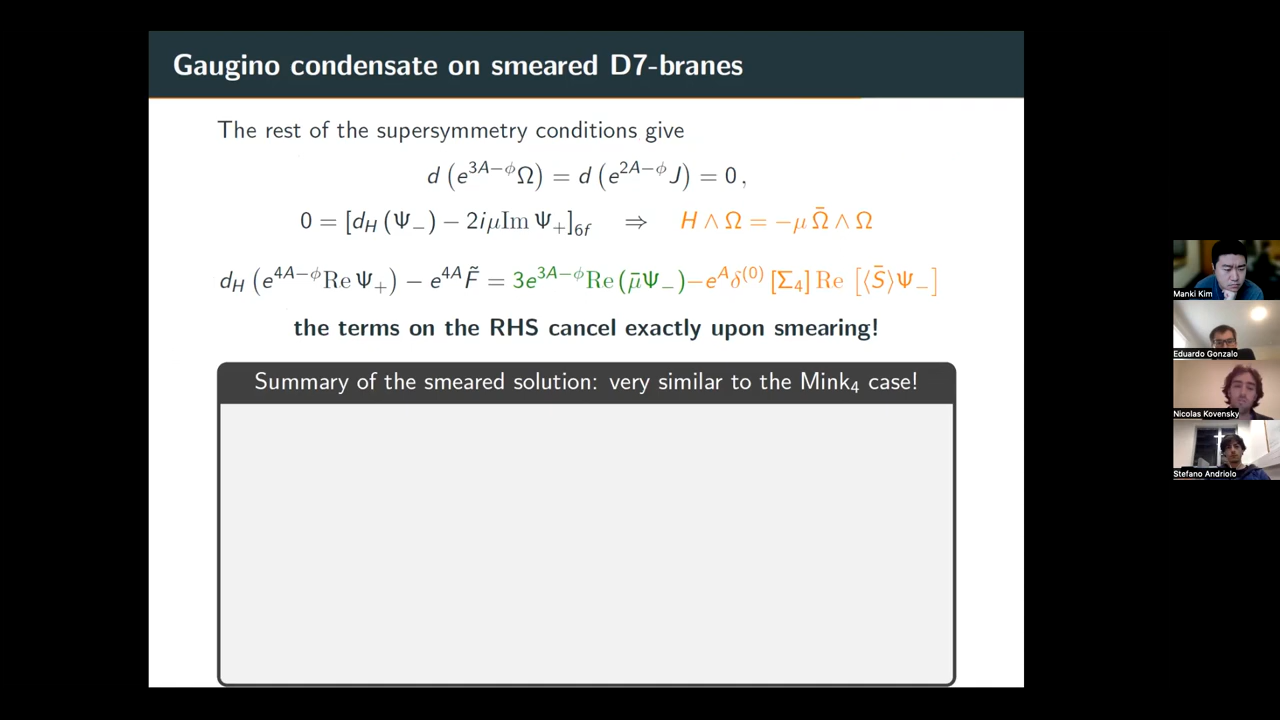 Gaugino condensate on smeared D7-branes
The rest of the supersymmetry conditions give
d (e^{3A−ϕ}Ω) = d (e^{2A−ϕ}J) = 0 ,
0 = [d_H (Ψ_−) − 2iμIm Ψ_+]_{6f} ⇒ H ∧ Ω = −μ Ω̄ ∧ Ω
d_H (e^{4A−ϕ}Re Ψ_+) − e^{4A}F̃ = 3e^{3A−ϕ}Re (μ̄Ψ_−)−e^Aδ^{(0)} [Σ_4] Re [⟨S̄⟩Ψ_−]
the terms on the RHS cancel exactly upon smearing!
Summary of the smeared solution: very similar to the Mink_4 case!
Manki Kim
Eduardo Gonzalo
Nicolas Kovensky
Stefano Andriolo